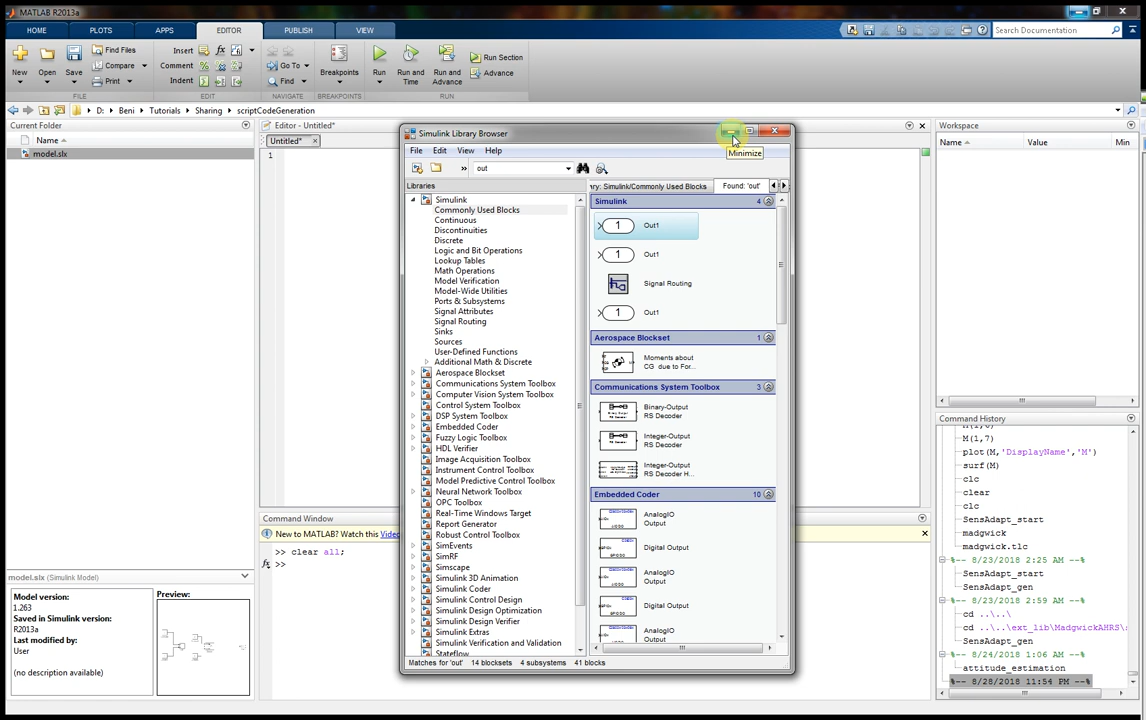 MATLAB R2013a
HOME PLOTS APPS EDITOR PUBLISH VIEW
Search Documentation
New Open Save
Find Files
Compare
Print
Insert
Comment
Indent
Go To
Find
Breakpoints
Run
Run and Time
Run and Advance
Run Section
Advance
FILE EDIT NAVIGATE BREAKPOINTS RUN
D: Beni Tutorials Sharing scriptCodeGeneration
Current Folder
Name
model.slx
Editor - Untitled*
Untitled*
1
Simulink Library Browser
Minimize
File Edit View Help
out
Libraries
Simulink
Commonly Used Blocks
Continuous
Discontinuities
Discrete
Logic and Bit Operations
Lookup Tables
Math Operations
Model Verification
Model-Wide Utilities
Ports & Subsystems
Signal Attributes
Signal Routing
Sinks
Sources
User-Defined Functions
Additional Math & Discrete
Aerospace Blockset
Communications System Toolbox
Computer Vision System Toolbox
Control System Toolbox
DSP System Toolbox
Embedded Coder
Fuzzy Logic Toolbox
HDL Verifier
Image Acquisition Toolbox
Instrument Control Toolbox
Model Predictive Control Toolbox
Neural Network Toolbox
OPC Toolbox
Real-Time Windows Target
Report Generator
Robust Control Toolbox
SimEvents
SimRF
Simscape
Simulink 3D Animation
Simulink Coder
Simulink Control Design
Simulink Design Optimization
Simulink Design Verifier
Simulink Extras
Simulink Verification and Validation
Stateflow
ry: Simulink/Commonly Used Blocks Found: 'out'
Simulink 4
1 Out1
1 Out1
Signal Routing
1 Out1
Aerospace Blockset 1
Moments about
CG due to For...
Communications System Toolbox 3
Binary-Output
RS Decoder
Integer-Output
RS Decoder
Integer-Output
RS Decoder H...
Embedded Coder 10
AnalogIO
Output
Digital Output
AnalogIO
Output
Digital Output
AnalogIO
Output
Matches for 'out' 14 blocksets 4 subsystems 41 blocks
Command Window
New to MATLAB? Watch this Video
>> clear all;
fx >>
Workspace
Name Value Min
Command History
M(1,7)
plot(M,'DisplayName','M')
surf(M)
clc
clear
clc
SensAdapt_start
madgwick
madgwick.tlc
%-- 8/23/2018 2:25 AM --%
SensAdapt_start
SensAdapt_gen
%-- 8/23/2018 2:59 AM --%
cd ..\..\
cd ..\..\ext_lib\MadgwickAHRS\
SensAdapt_gen
%-- 8/24/2018 1:06 AM --%
attitude_estimation
%-- 8/28/2018 11:54 PM --%
model.slx (Simulink Model)
Model version:
1.263
Saved in Simulink version:
R2013a
Last modified by:
User
(no description available)
Preview: